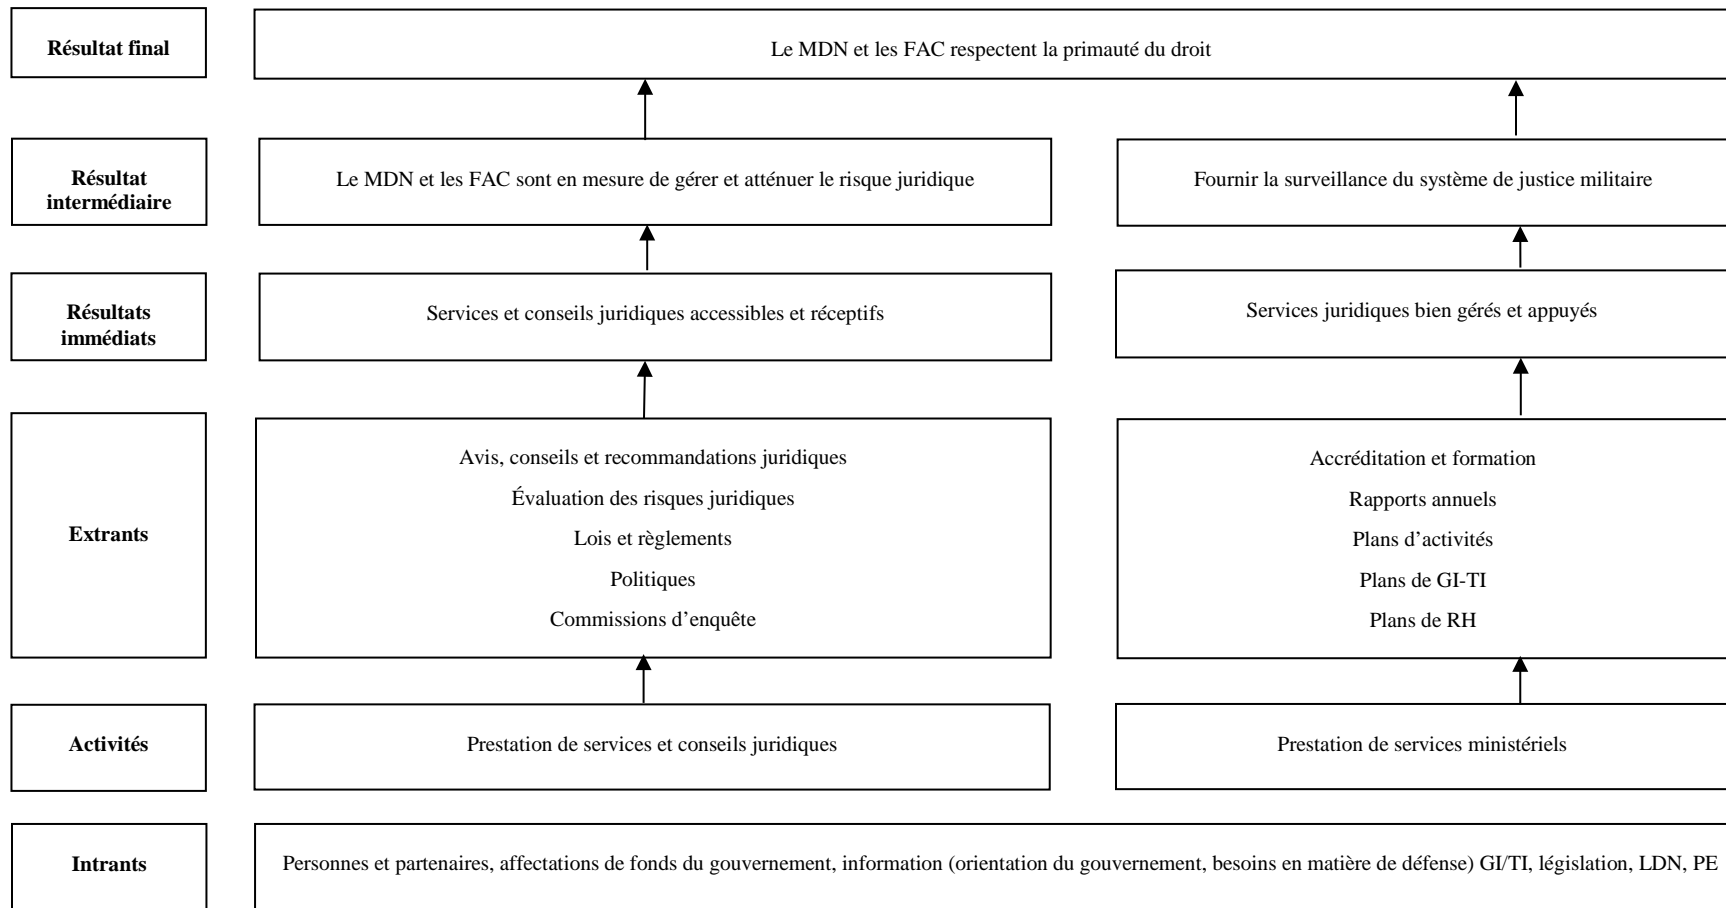 Résultat final
Le MDN et les FAC respectent la primauté du droit
Résultat
intermédiaire
Le MDN et les FAC sont en mesure de gérer et atténuer le risque juridique
Fournir la surveillance du système de justice militaire
Résultats
immédiats
Services et conseils juridiques accessibles et réceptifs
Services juridiques bien gérés et appuyés
Extrants
Avis, conseils et recommandations juridiques
Évaluation des risques juridiques
Lois et règlements
Politiques
Commissions d’enquête
Accréditation et formation
Rapports annuels
Plans d’activités
Plans de GI-TI
Plans de RH
Activités
Prestation de services et conseils juridiques
Prestation de services ministériels
Intrants
Personnes et partenaires, affectations de fonds du gouvernement, information (orientation du gouvernement, besoins en matière de défense) GI/TI, législation, LDN, PE